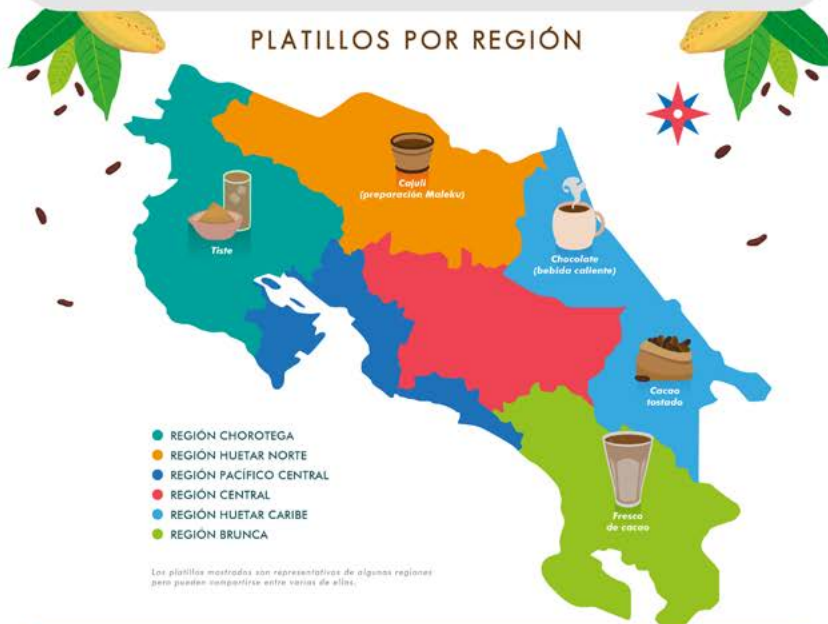 PLATILLOS POR REGIÓN
Cajuli
(preparación Maleku)
Tiste
Chocolate
(bebida caliente)
Cacao
tostado
Fresco
de cacao
REGIÓN CHOROTEGA
REGIÓN HUETAR NORTE
REGIÓN PACÍFICO CENTRAL
REGIÓN CENTRAL
REGIÓN HUETAR CARIBE
REGIÓN BRUNCA
Los platillos mostrados son representativos de algunas regiones
pero pueden compartirse entre varias de ellas.